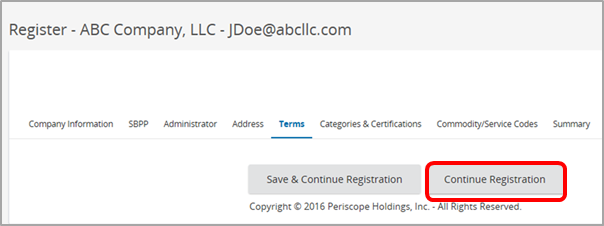 Register - ABC Company, LLC - JDoe@abcllc.com
Company Information SBPP Administrator Address Terms Categories & Certifications Commodity/Service Codes Summary
Save & Continue Registration Continue Registration
Copyright © 2016 Periscope Holdings, Inc. - All Rights Reserved.